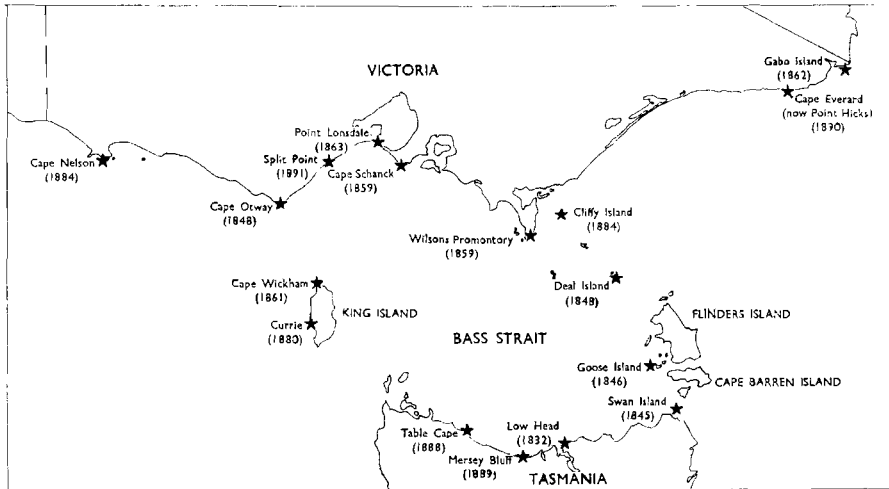 Gabo Island
(1862)
VICTORIA
Cape Everard
(now Point Hicks)
(1890)
Point Lonsdale
(1863)
Split Point
(1891)
Cape Schanck
(1859)
Cape Nelson
(1884)
Cape Otway
(1848)
Cliffy Island
(1884)
Wilsons Promontory
(1859)
Cape Wickham
(1861)
Deal Island
(1848)
KING ISLAND
FLINDERS ISLAND
Currie
(1880)
BASS STRAIT
Goose Island
(1846)
CAPE BARREN ISLAND
Swan Island
(1845)
Table Cape
(1888)
Low Head
(1832)
Mersey Bluff
(1889)
TASMANIA